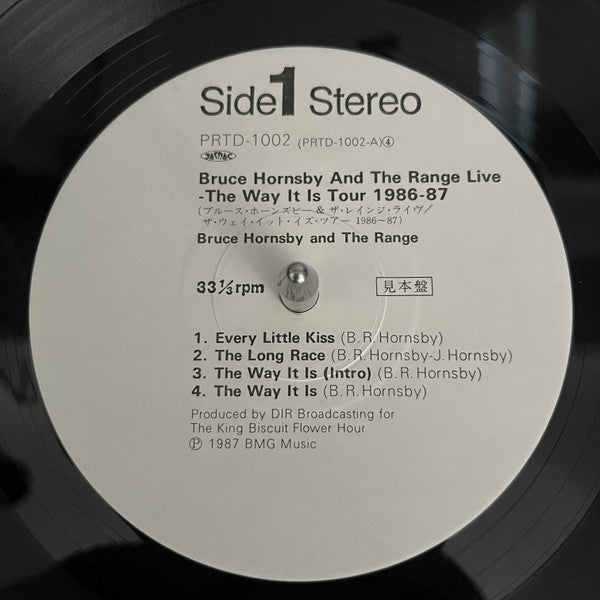 Side 1 Stereo
PRTD-1002 (PRTD-1002-A)④
JASRAC
Bruce Hornsby And The Range Live
-The Way It Is Tour 1986-87
(ブルース・ホーンズビー&ザ・レインジ・ライヴ/
ザ・ウェイ・イット・イズ・ツアー 1986~87)
Bruce Hornsby and The Range
33⅓rpm
見本盤
1. Every Little Kiss (B.R.Hornsby)
2. The Long Race (B.R.Hornsby-J.Hornsby)
3. The Way It Is (Intro) (B.R.Hornsby)
4. The Way It Is (B.R.Hornsby)
Produced by DIR Broadcasting for
The King Biscuit Flower Hour
Ⓟ 1987 BMG Music